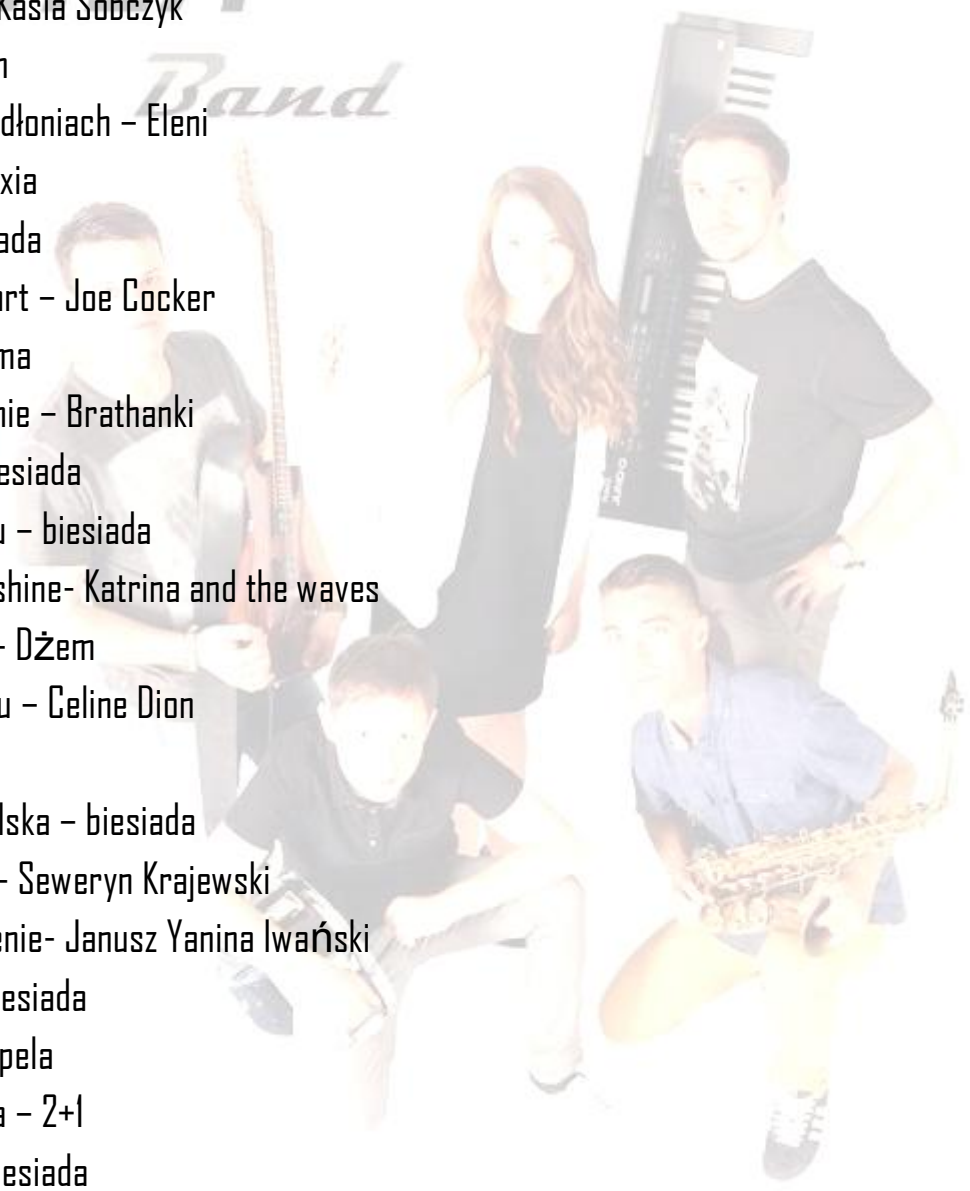 Kasia Sobczyk
n
Band
dłoniach – Eleni
xia
ada
art – Joe Cocker
ma
nie – Brathanki
esiada
u – biesiada
shine- Katrina and the waves
- Dżem
u – Celine Dion
lska – biesiada
- Seweryn Krajewski
enie- Janusz Yanina Iwański
esiada
pela
a – 2+1
esiada